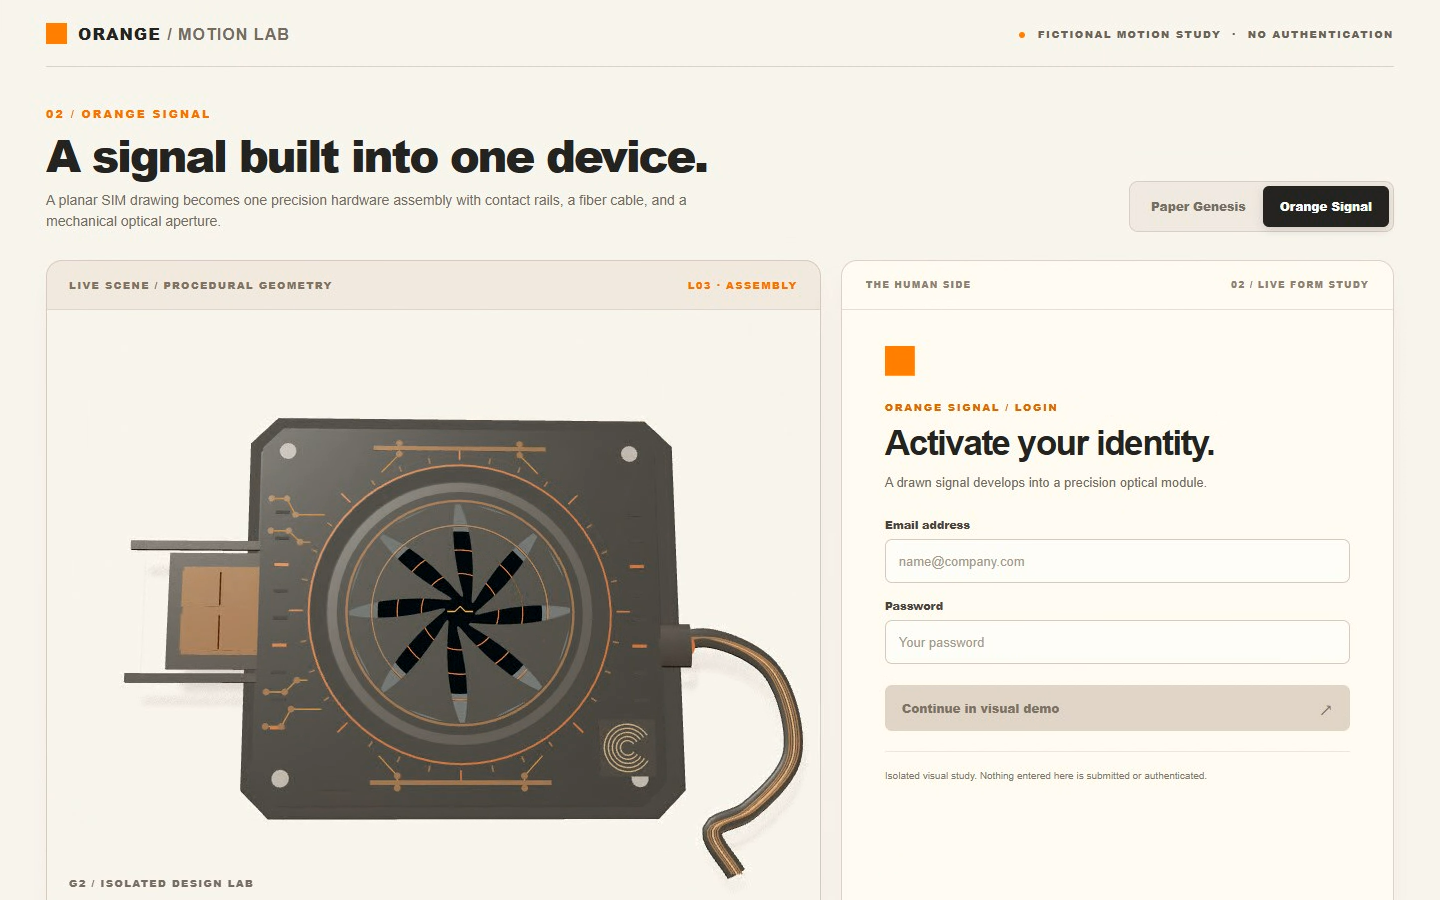 ORANGE / MOTION LAB
FICTIONAL MOTION STUDY · NO AUTHENTICATION
02 / ORANGE SIGNAL
A signal built into one device.
A planar SIM drawing becomes one precision hardware assembly with contact rails, a fiber cable, and a
mechanical optical aperture.
Paper Genesis
Orange Signal
LIVE SCENE / PROCEDURAL GEOMETRY
L03 · ASSEMBLY
G2 / ISOLATED DESIGN LAB
THE HUMAN SIDE
02 / LIVE FORM STUDY
ORANGE SIGNAL / LOGIN
Activate your identity.
A drawn signal develops into a precision optical module.
Email address
name@company.com
Password
Your password
Continue in visual demo ↗
Isolated visual study. Nothing entered here is submitted or authenticated.